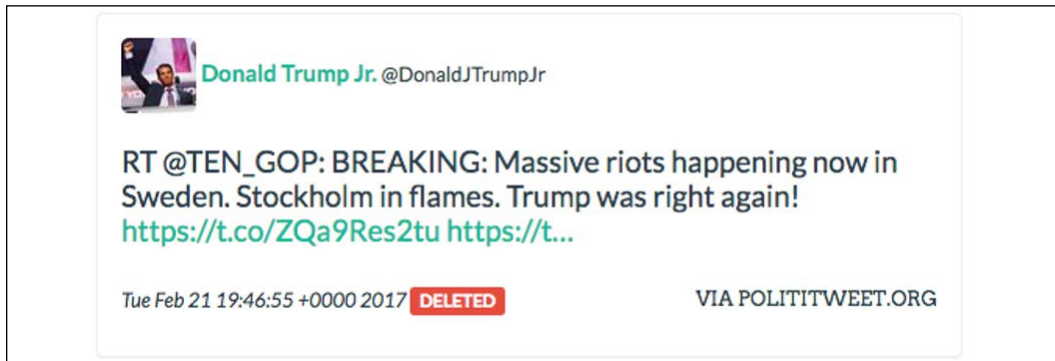 Donald Trump Jr. @DonaldJTrumpJr
RT @TEN_GOP: BREAKING: Massive riots happening now in
Sweden. Stockholm in flames. Trump was right again!
https://t.co/ZQa9Res2tu https://t...
Tue Feb 21 19:46:55 +0000 2017 DELETED VIA POLITITWEET.ORG